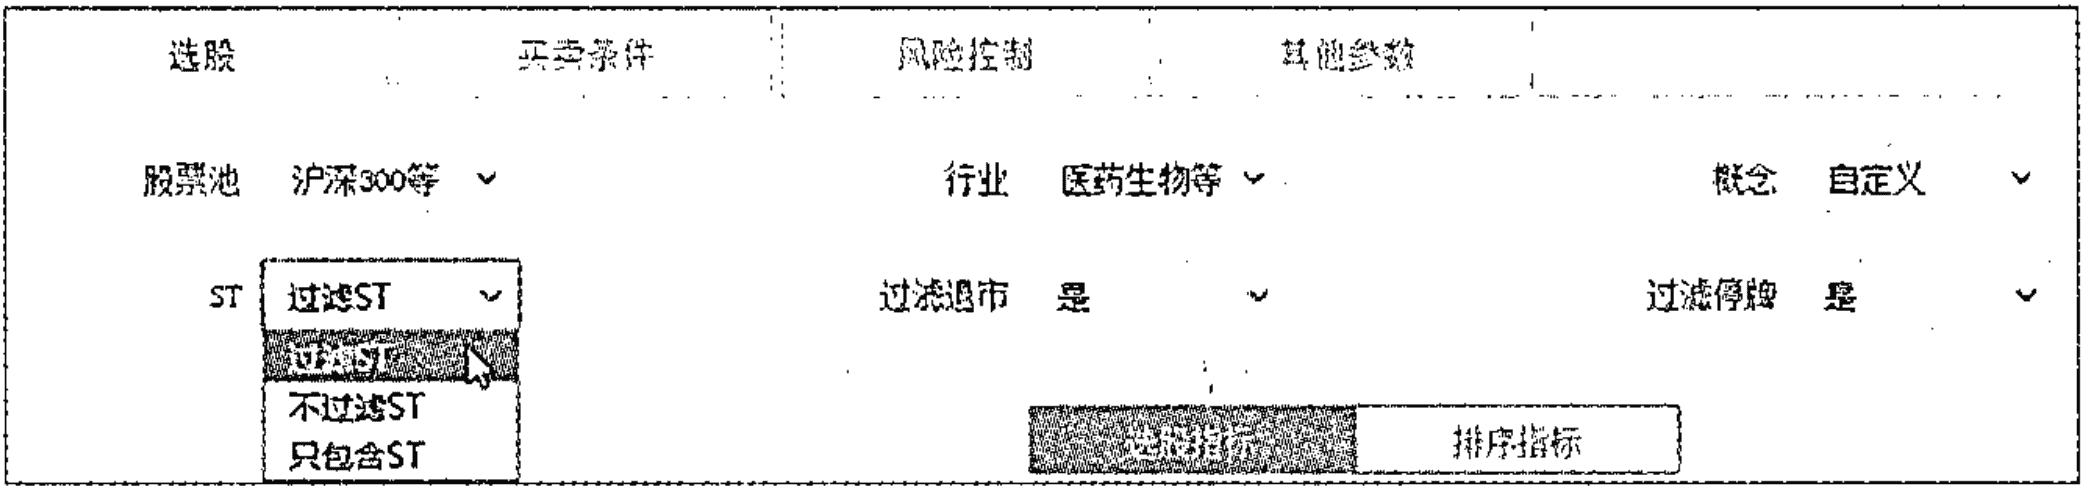 选股 买卖条件 风险控制 其他参数
股票池 沪深300等 行业 医药生物等 概念 自定义
ST 过滤ST 过滤退市 是 过滤停牌 是
过滤ST
不过滤ST
选股指标 排序指标
只包含ST